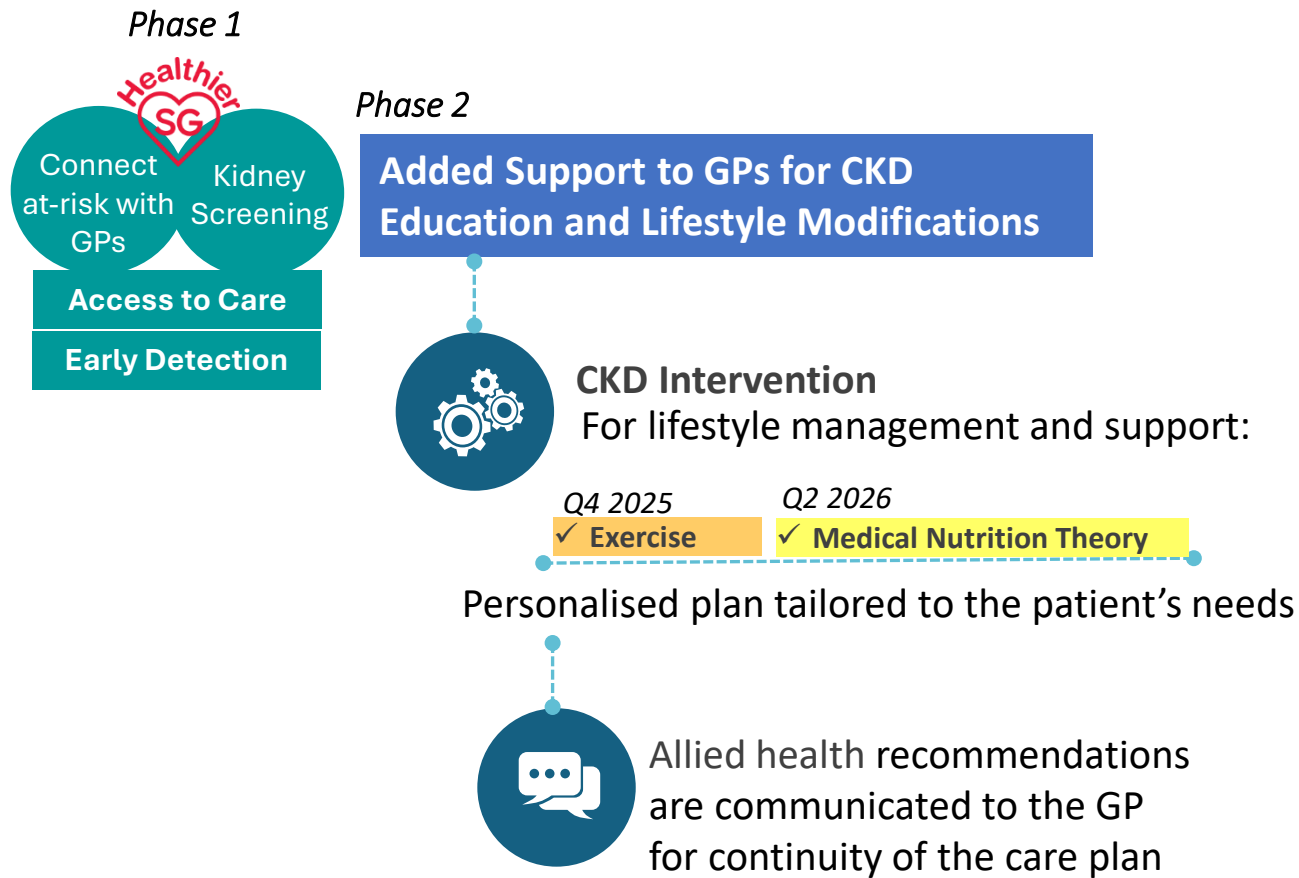 Phase 1
Healthier
SG
Connect
at-risk with
GPs
Kidney
Screening
Access to Care
Early Detection
Phase 2
Added Support to GPs for CKD
Education and Lifestyle Modifications
CKD Intervention
For lifestyle management and support:
Q4 2025
✓ Exercise
Q2 2026
✓ Medical Nutrition Theory
Personalised plan tailored to the patient’s needs
Allied health recommendations
are communicated to the GP
for continuity of the care plan